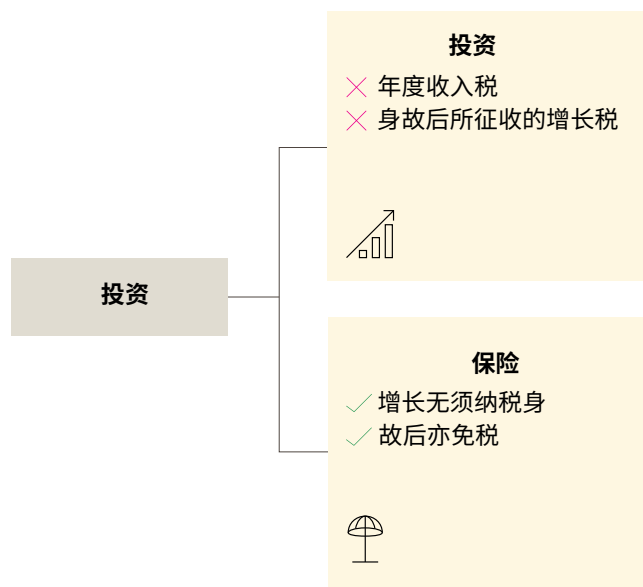 投资
投资
年度收入税
身故后所征收的增长税
保险
增长无须纳税身
故后亦免税